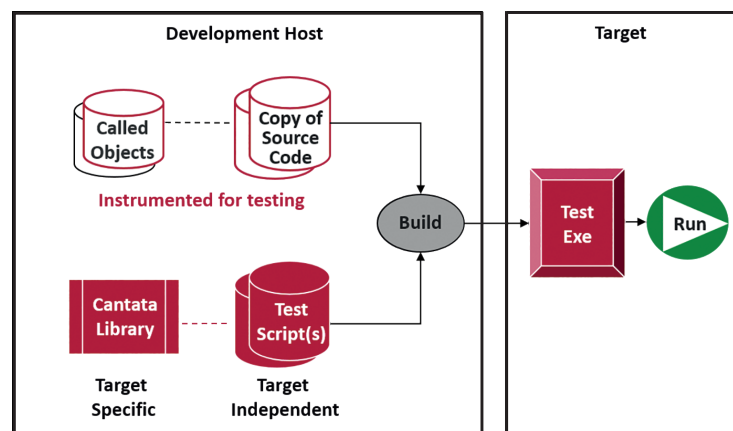 Development Host
Target
Called
Objects
Copy of
Source
Code
Instrumented for testing
Build
Test
Exe
Run
Cantata
Library
Test
Script(s)
Target
Specific
Target
Independent